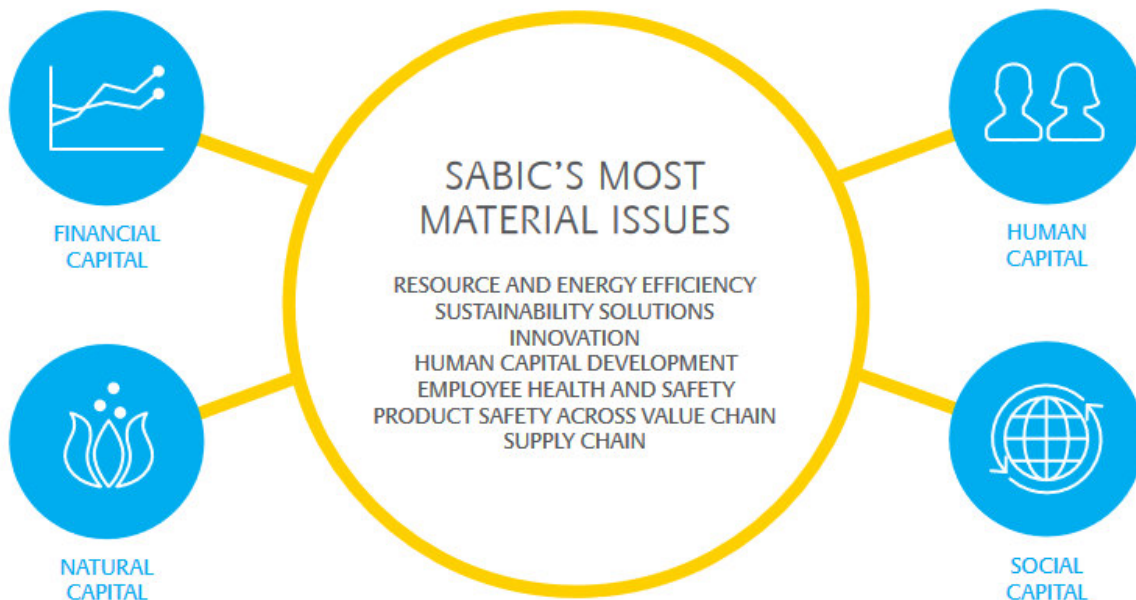 SABIC'S MOST
MATERIAL ISSUES
RESOURCE AND ENERGY EFFICIENCY
SUSTAINABILITY SOLUTIONS
INNOVATION
HUMAN CAPITAL DEVELOPMENT
EMPLOYEE HEALTH AND SAFETY
PRODUCT SAFETY ACROSS VALUE CHAIN
SUPPLY CHAIN
FINANCIAL
CAPITAL
HUMAN
CAPITAL
NATURAL
CAPITAL
SOCIAL
CAPITAL